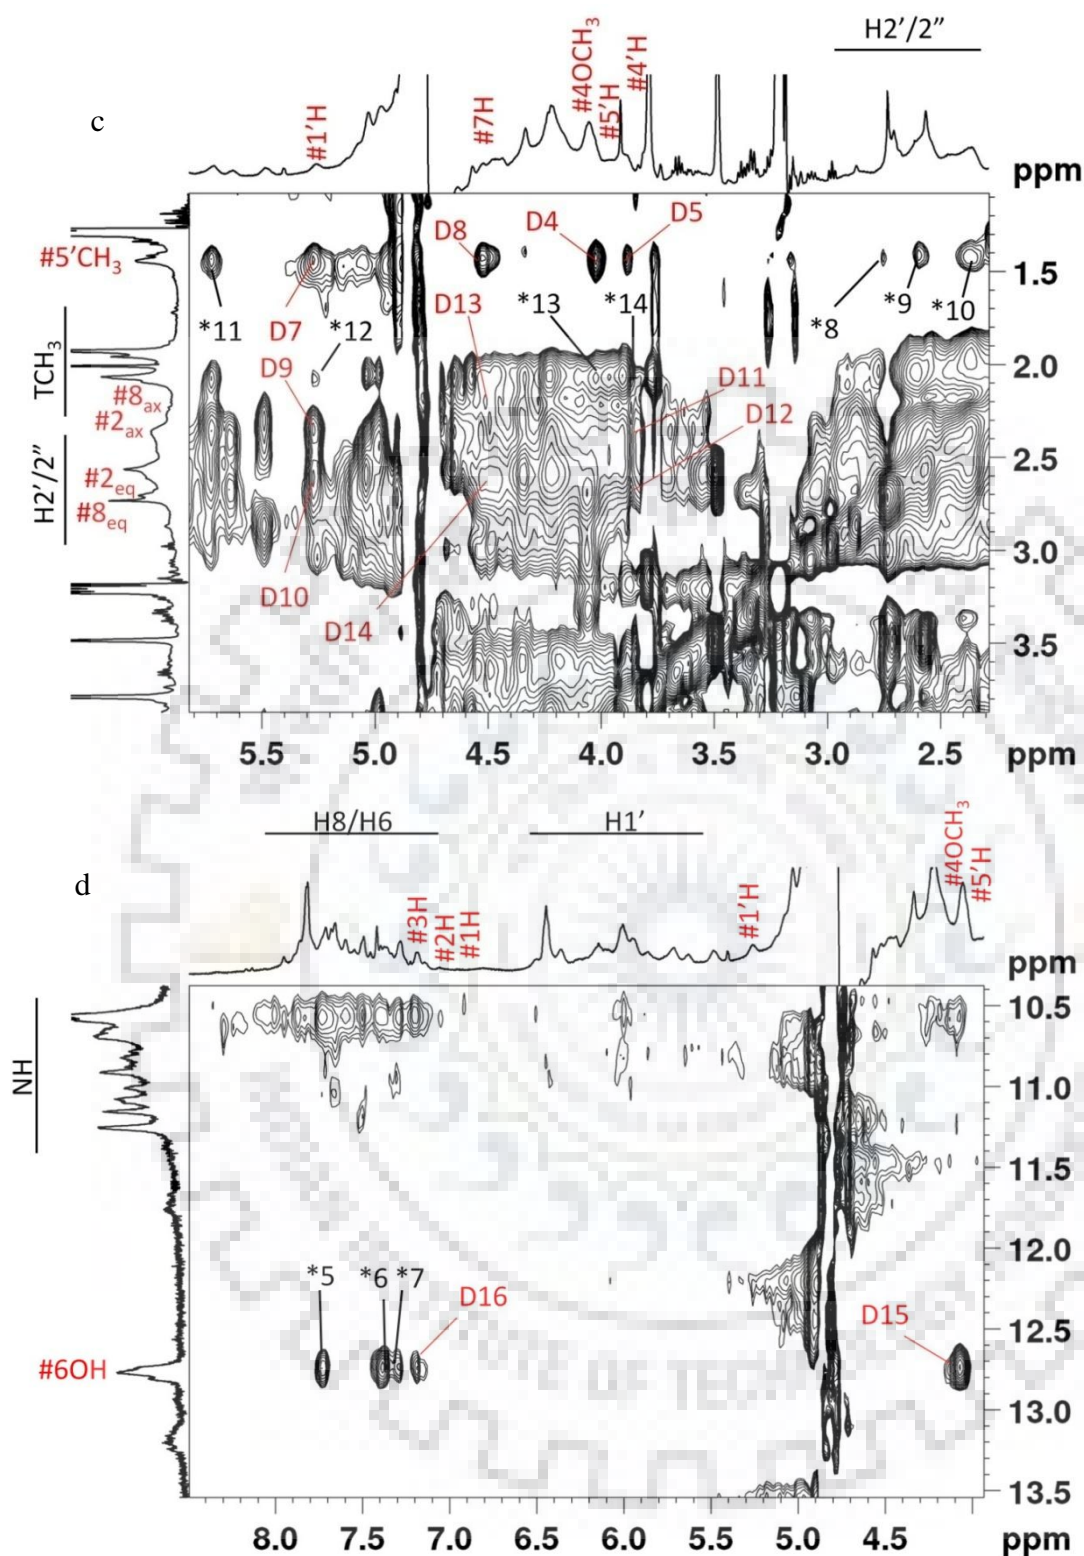 c
H2'/2"
#1'H
#7H
#4OCH₃
#5'H
#4'H
ppm
#5'CH₃
TCH₃
#8ax
#2ax
H2'/2"
#2eq
#8eq
D8
D4
D5
*11
D7
*12
D13
*13
*14
*8
*9
*10
D9
D11
D12
D10
D14
1.5
2.0
2.5
3.0
3.5
5.5 5.0 4.5 4.0 3.5 3.0 2.5 ppm
d
H8/H6
H1'
#3H
#2H
#1H
#1'H
#4OCH₃
#5'H
ppm
NH
10.5
11.0
11.5
12.0
12.5
13.0
13.5
*5 *6 *7
D16
D15
#6OH
8.0 7.5 7.0 6.5 6.0 5.5 5.0 4.5 ppm
OF TECH